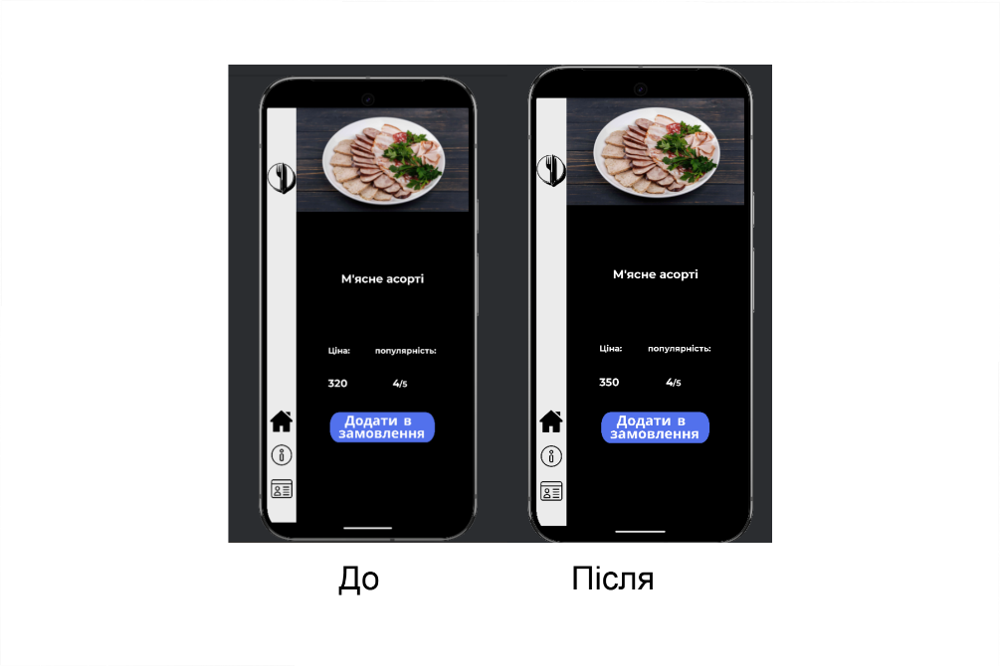 М'ясне асорті
Ціна: популярність:
320 4/5
Додати в
замовлення
М'ясне асорті
Ціна: популярність:
350 4/5
Додати в
замовлення
До
Після